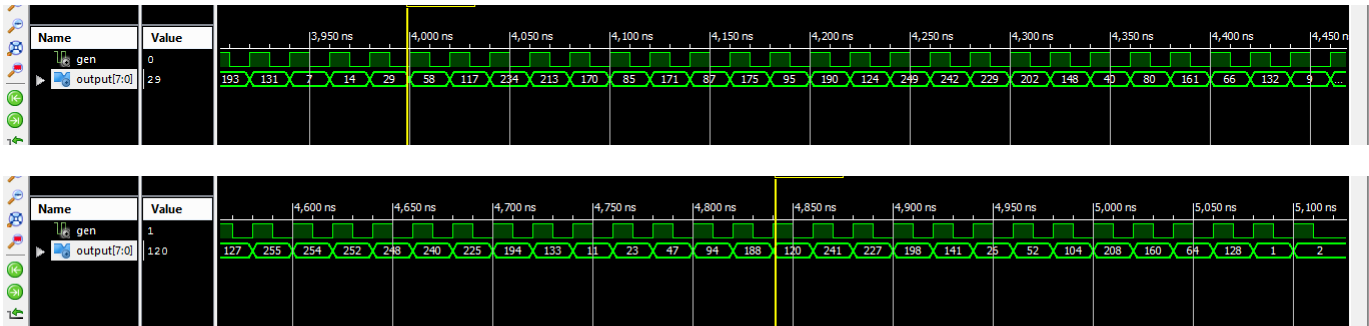 Name Value 3,950 ns 4,000 ns 4,050 ns 4,100 ns 4,150 ns 4,200 ns 4,250 ns 4,300 ns 4,350 ns 4,400 ns 4,450 n
gen 0
output[7:0] 29 193 131 7 14 29 58 117 234 213 170 85 171 87 175 95 190 124 249 242 229 202 148 40 80 161 66 132 9 ...
Name Value 4,600 ns 4,650 ns 4,700 ns 4,750 ns 4,800 ns 4,850 ns 4,900 ns 4,950 ns 5,000 ns 5,050 ns 5,100 ns
gen 1
output[7:0] 120 127 255 254 252 248 240 225 194 133 11 23 47 94 188 120 241 227 198 141 26 52 104 208 160 64 128 1 2